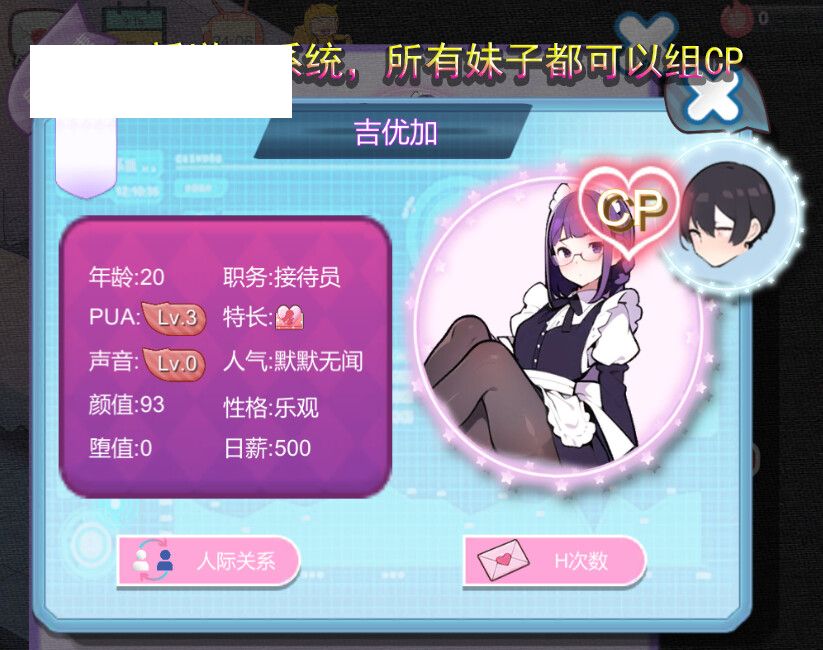 系统，所有妹子都可以组CP
吉优加
CP
年龄:20 职务:接待员
PUA: Lv.3 特长:
声音: Lv.0 人气:默默无闻
颜值:93 性格:乐观
堕值:0 日薪:500
人际关系 H次数
0